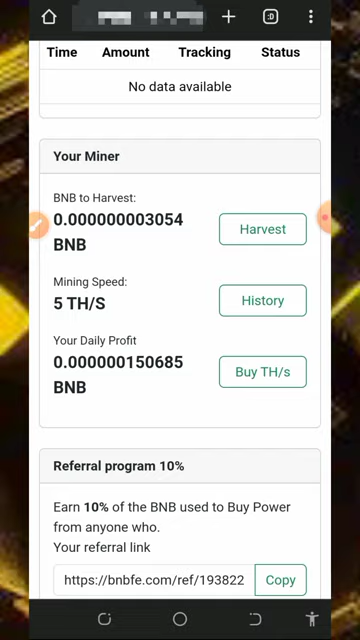 :D
Time Amount Tracking Status
No data available
Your Miner
BNB to Harvest:
0.000000003054
BNB
Harvest
Mining Speed:
5 TH/S
History
Your Daily Profit
0.000000150685
BNB
Buy TH/s
Referral program 10%
Earn 10% of the BNB used to Buy Power
from anyone who.
Your referral link
https://bnbfe.com/ref/193822
Copy